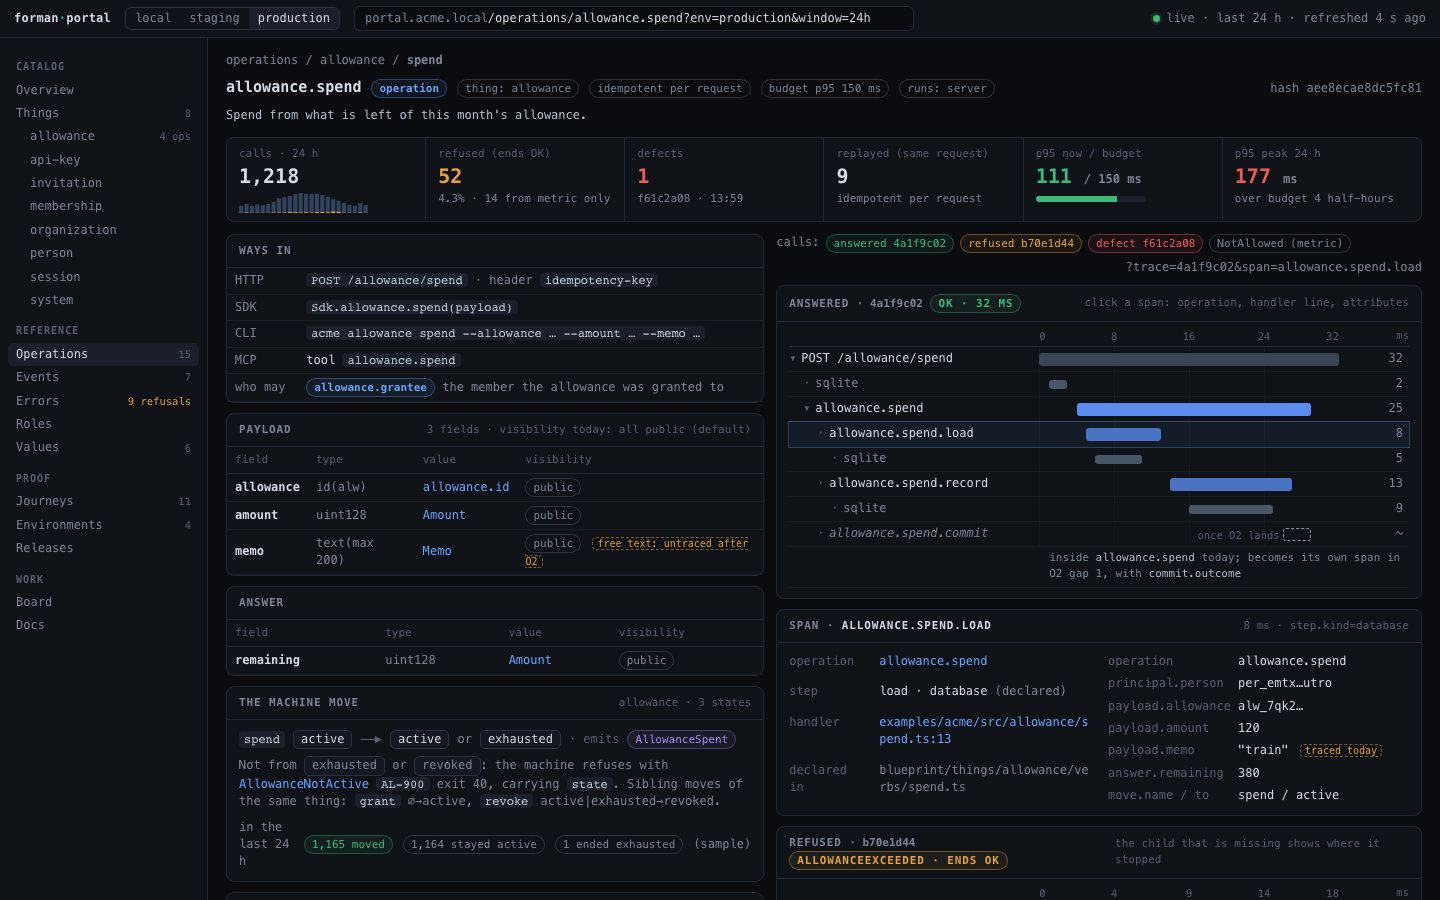 forman·portal
local staging production
portal.acme.local/operations/allowance.spend?env=production&window=24h
live · last 24 h · refreshed 4 s ago
CATALOG
Overview
Things 8
allowance 4 ops
api-key
invitation
membership
organization
person
session
system
REFERENCE
Operations 15
Events 7
Errors 9 refusals
Roles
Values 6
PROOF
Journeys 11
Environments 4
Releases
WORK
Board
Docs
operations / allowance / spend
allowance.spend operation thing: allowance idempotent per request budget p95 150 ms runs: server
hash aee8ecae8dc5fc81
Spend from what is left of this month's allowance.
calls · 24 h
1,218
refused (ends OK)
52
4.3% · 14 from metric only
defects
1
f61c2a08 · 13:59
replayed (same request)
9
idempotent per request
p95 now / budget
111 / 150 ms
p95 peak 24 h
177 ms
over budget 4 half-hours
WAYS IN
HTTP POST /allowance/spend · header idempotency-key
SDK Sdk.allowance.spend(payload)
CLI acme allowance spend --allowance … --amount … --memo …
MCP tool allowance.spend
who may allowance.grantee the member the allowance was granted to
PAYLOAD 3 fields · visibility today: all public (default)
field type value visibility
allowance id(alw) allowance.id public
amount uint128 Amount public
memo text(max 200) Memo public free text: untraced after O2
ANSWER
field type value visibility
remaining uint128 Amount public
THE MACHINE MOVE allowance · 3 states
spend active ──▶ active or exhausted · emits AllowanceSpent
Not from exhausted or revoked: the machine refuses with
AllowanceNotActive AL-900 exit 40, carrying state. Sibling moves of
the same thing: grant ∅→active, revoke active|exhausted→revoked.
in the last 24 h 1,165 moved 1,164 stayed active 1 ended exhausted (sample)
calls: answered 4a1f9c02 refused b70e1d44 defect f61c2a08 NotAllowed (metric)
?trace=4a1f9c02&span=allowance.spend.load
ANSWERED · 4a1f9c02 OK · 32 MS click a span: operation, handler line, attributes
0 8 16 24 32 ms
▾ POST /allowance/spend 32
· sqlite 2
▾ allowance.spend 25
· allowance.spend.load 8
· sqlite 5
· allowance.spend.record 13
· sqlite 9
· allowance.spend.commit once O2 lands ~
inside allowance.spend today; becomes its own span in
O2 gap 1, with commit.outcome
SPAN · ALLOWANCE.SPEND.LOAD 8 ms · step.kind=database
operation allowance.spend
step load · database (declared)
handler examples/acme/src/allowance/s
pend.ts:13
declared in blueprint/things/allowance/ve
rbs/spend.ts
operation allowance.spend
principal.person per_emtx…utro
payload.allowance alw_7qk2…
payload.amount 120
payload.memo "train" traced today
answer.remaining 380
move.name / to spend / active
REFUSED · b70e1d44
ALLOWANCEEXCEEDED · ENDS OK
the child that is missing shows where it
stopped
0 4 9 14 18 ms